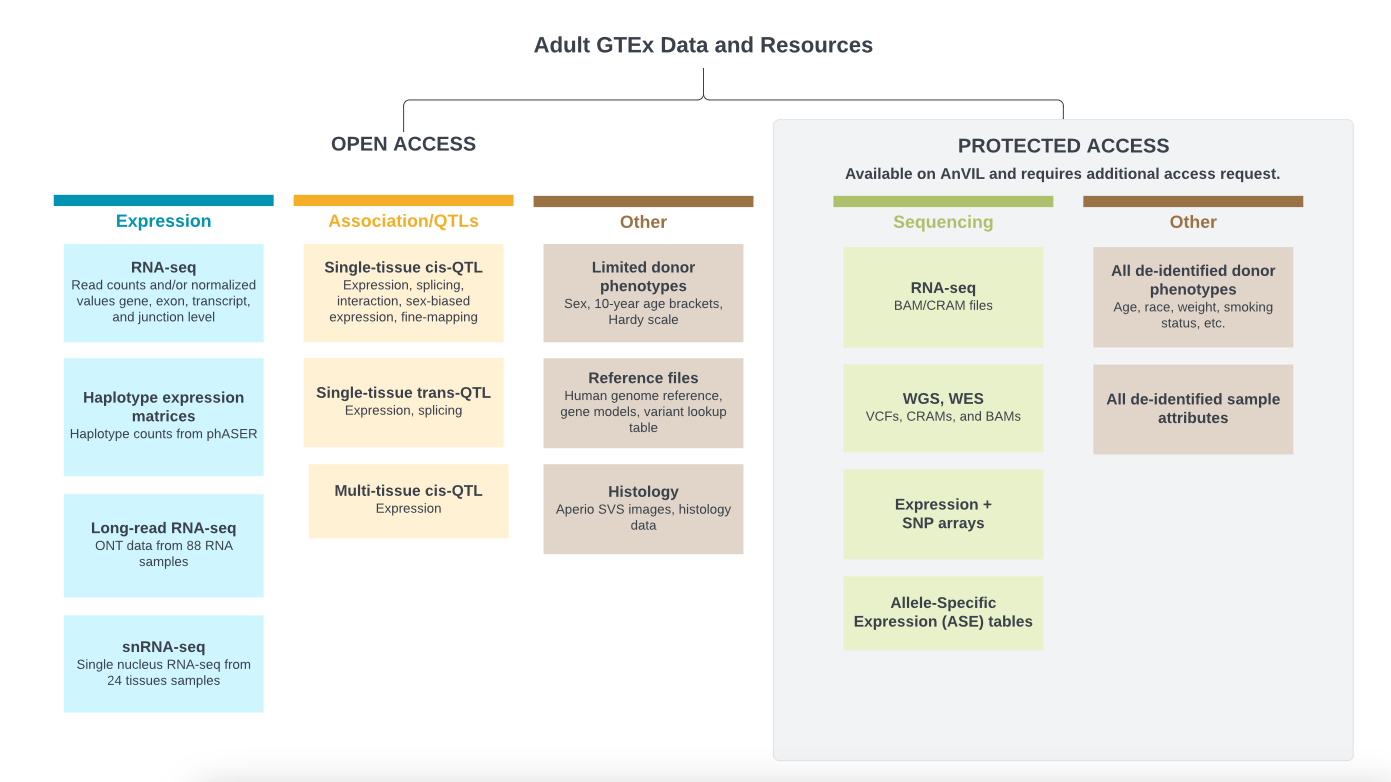 Adult GTEx Data and Resources
OPEN ACCESS
Expression
RNA-seq
Read counts and/or normalized
values gene, exon, transcript,
and junction level
Haplotype expression
matrices
Haplotype counts from phASER
Long-read RNA-seq
ONT data from 88 RNA
samples
snRNA-seq
Single nucleus RNA-seq from
24 tissues samples
Association/QTLs
Single-tissue cis-QTL
Expression, splicing,
interaction, sex-biased
expression, fine-mapping
Single-tissue trans-QTL
Expression, splicing
Multi-tissue cis-QTL
Expression
Other
Limited donor
phenotypes
Sex, 10-year age brackets,
Hardy scale
Reference files
Human genome reference,
gene models, variant lookup
table
Histology
Aperio SVS images, histology
data
PROTECTED ACCESS
Available on AnVIL and requires additional access request.
Sequencing
RNA-seq
BAM/CRAM files
WGS, WES
VCFs, CRAMs, and BAMs
Expression +
SNP arrays
Allele-Specific
Expression (ASE) tables
Other
All de-identified donor
phenotypes
Age, race, weight, smoking
status, etc.
All de-identified sample
attributes